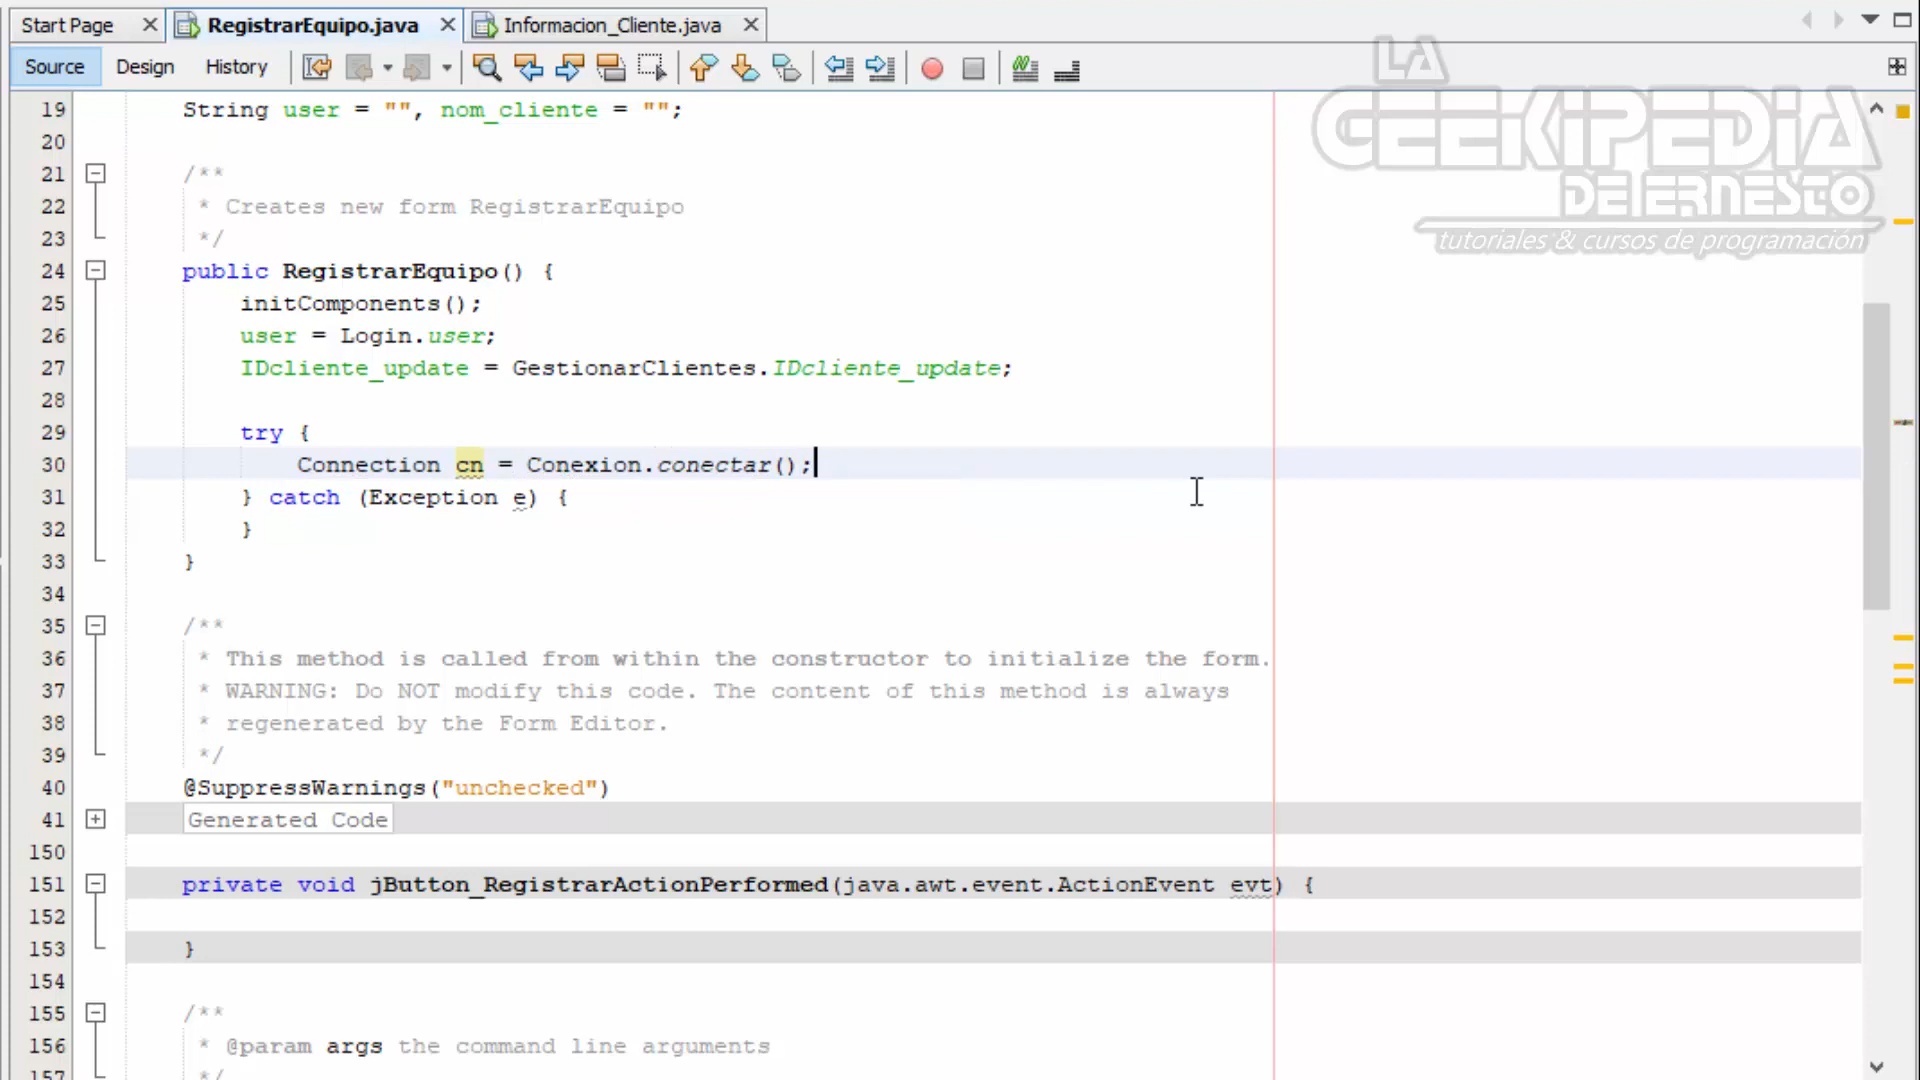 Start Page RegistrarEquipo.java Informacion_Cliente.java
Source Design History
LA
GEEKIPEDIA
DE ERNESTO
tutoriales & cursos de programación
19 String user = "", nom_cliente = "";
20
21 /**
22 * Creates new form RegistrarEquipo
23 */
24 public RegistrarEquipo() {
25 initComponents();
26 user = Login.user;
27 IDcliente_update = GestionarClientes.IDcliente_update;
28
29 try {
30 Connection cn = Conexion.conectar();
31 } catch (Exception e) {
32 }
33 }
34
35 /**
36 * This method is called from within the constructor to initialize the form.
37 * WARNING: Do NOT modify this code. The content of this method is always
38 * regenerated by the Form Editor.
39 */
40 @SuppressWarnings("unchecked")
41 Generated Code
150
151 private void jButton_RegistrarActionPerformed(java.awt.event.ActionEvent evt) {
152
153 }
154
155 /**
156 * @param args the command line arguments
157 */